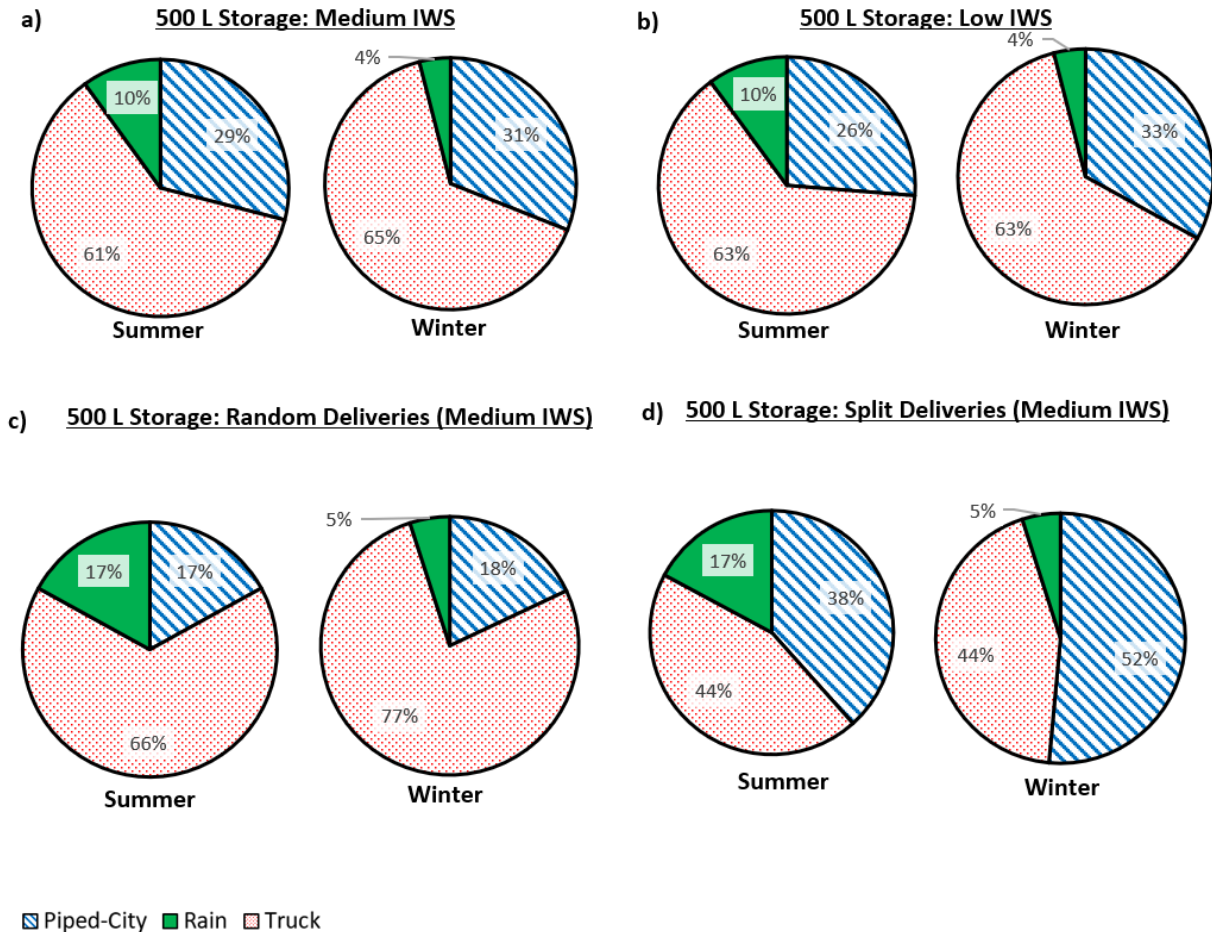 a) 500 L Storage: Medium IWS
10%
29%
61%
Summer
4%
31%
65%
Winter
b) 500 L Storage: Low IWS
10%
26%
63%
Summer
4%
33%
63%
Winter
c) 500 L Storage: Random Deliveries (Medium IWS)
17%
17%
66%
Summer
5%
18%
77%
Winter
d) 500 L Storage: Split Deliveries (Medium IWS)
17%
38%
44%
Summer
5%
44%
52%
Winter
Piped-City Rain Truck